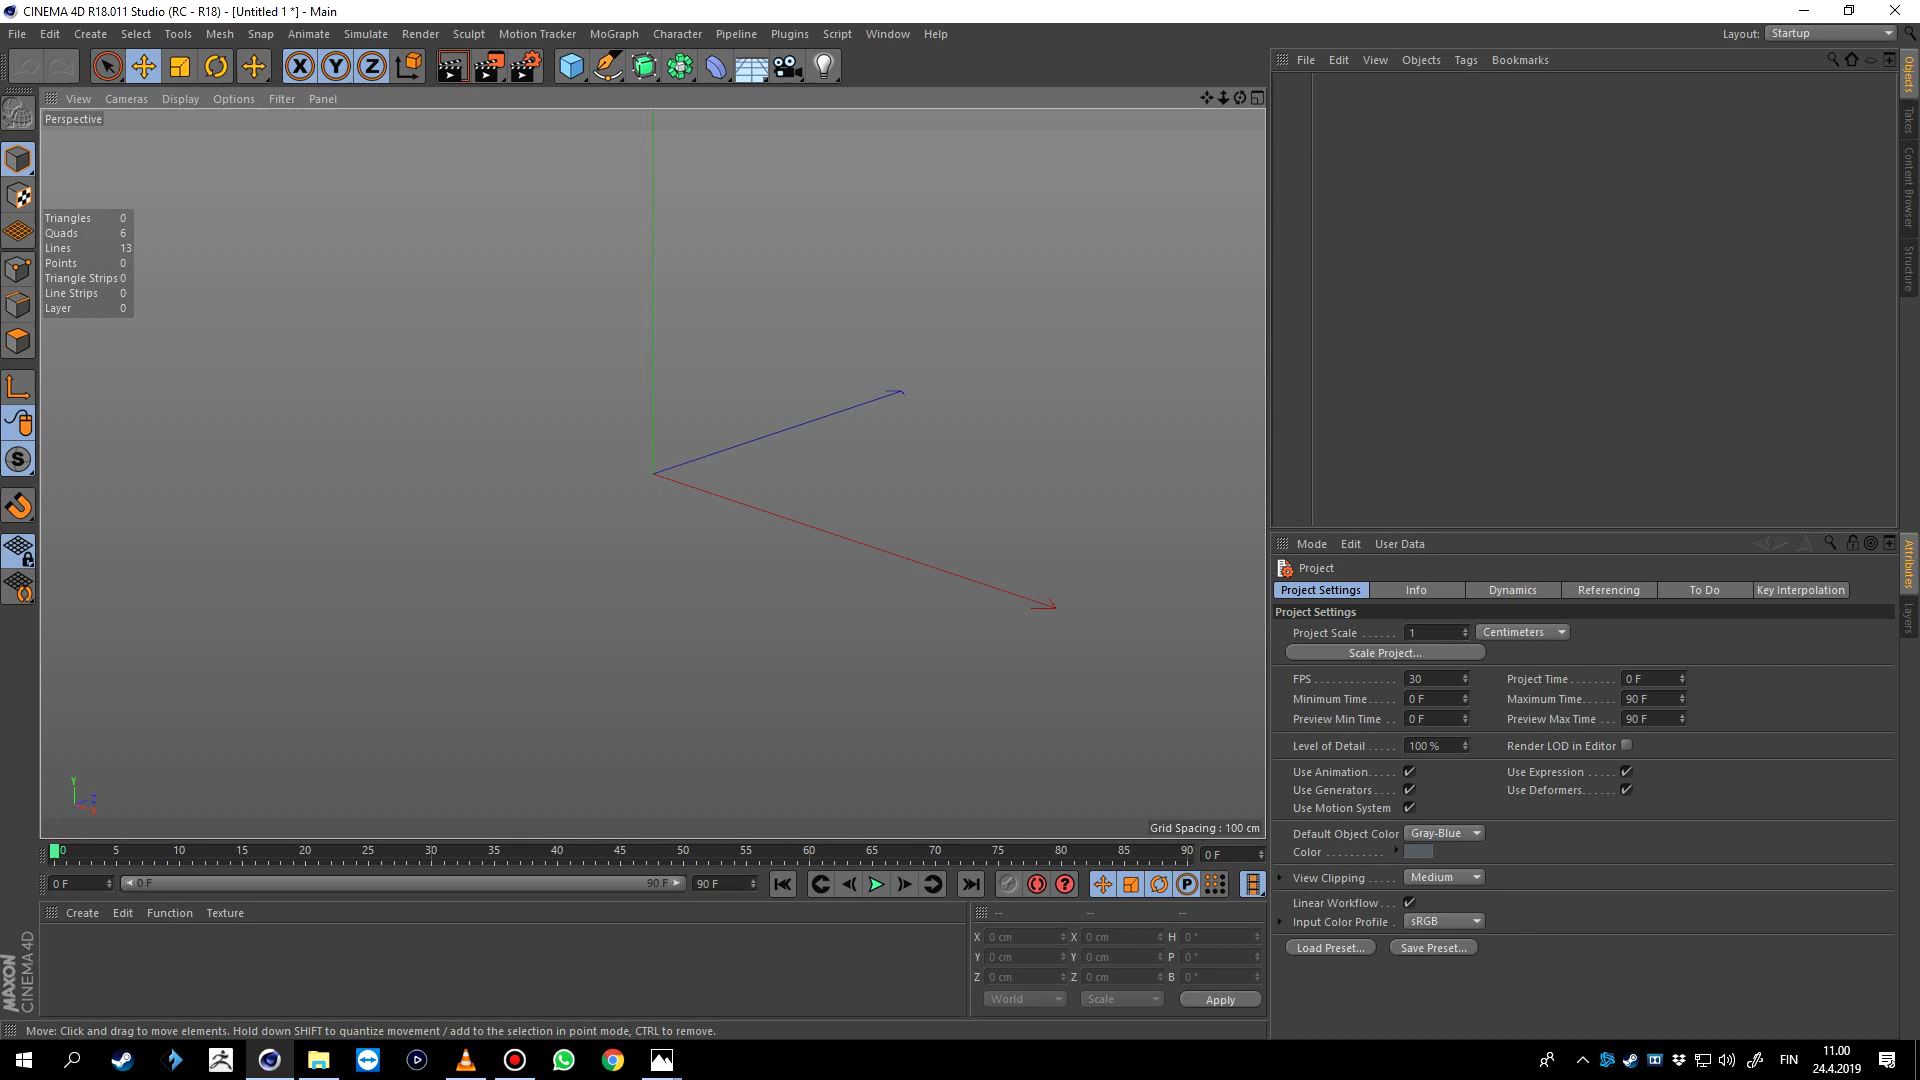 CINEMA 4D R18.011 Studio (RC - R18) - [Untitled 1 *] - Main
File Edit Create Select Tools Mesh Snap Animate Simulate Render Sculpt Motion Tracker MoGraph Character Pipeline Plugins Script Window Help Layout: Startup
X Y Z
File Edit View Objects Tags Bookmarks
View Cameras Display Options Filter Panel
Perspective
Triangles 0
Quads 6
Lines 13
Points 0
Triangle Strips 0
Line Strips 0
Layer 0
S
Y
Z
X
Grid Spacing : 100 cm
Objects
Takes
Content Browser
Structure
Mode Edit User Data
Project
Project Settings Info Dynamics Referencing To Do Key Interpolation
Project Settings
Project Scale . . . . . . 1 Centimeters
Scale Project...
FPS . . . . . . . . . . . . . . 30 Project Time . . . . . . . . 0 F
Minimum Time. . . . . 0 F Maximum Time. . . . . . 90 F
Preview Min Time . . 0 F Preview Max Time . . . 90 F
Level of Detail . . . . . 100 % Render LOD in Editor
Use Animation. . . . . Use Expression . . . . .
Use Generators . . . . Use Deformers. . . . . .
Use Motion System
Default Object Color Gray-Blue
Color . . . . . . . . . .
View Clipping . . . . . Medium
Linear Workflow . . .
Input Color Profile . sRGB
Load Preset... Save Preset...
Attributes
Layers
0 5 10 15 20 25 30 35 40 45 50 55 60 65 70 75 80 85 90 0 F
0 F 0 F 90 F 90 F
P
Create Edit Function Texture
-- -- --
X 0 cm X 0 cm H 0 °
Y 0 cm Y 0 cm P 0 °
Z 0 cm Z 0 cm B 0 °
World Scale Apply
MAXON
CINEMA 4D
Move: Click and drag to move elements. Hold down SHIFT to quantize movement / add to the selection in point mode, CTRL to remove.
FIN
11.00
24.4.2019